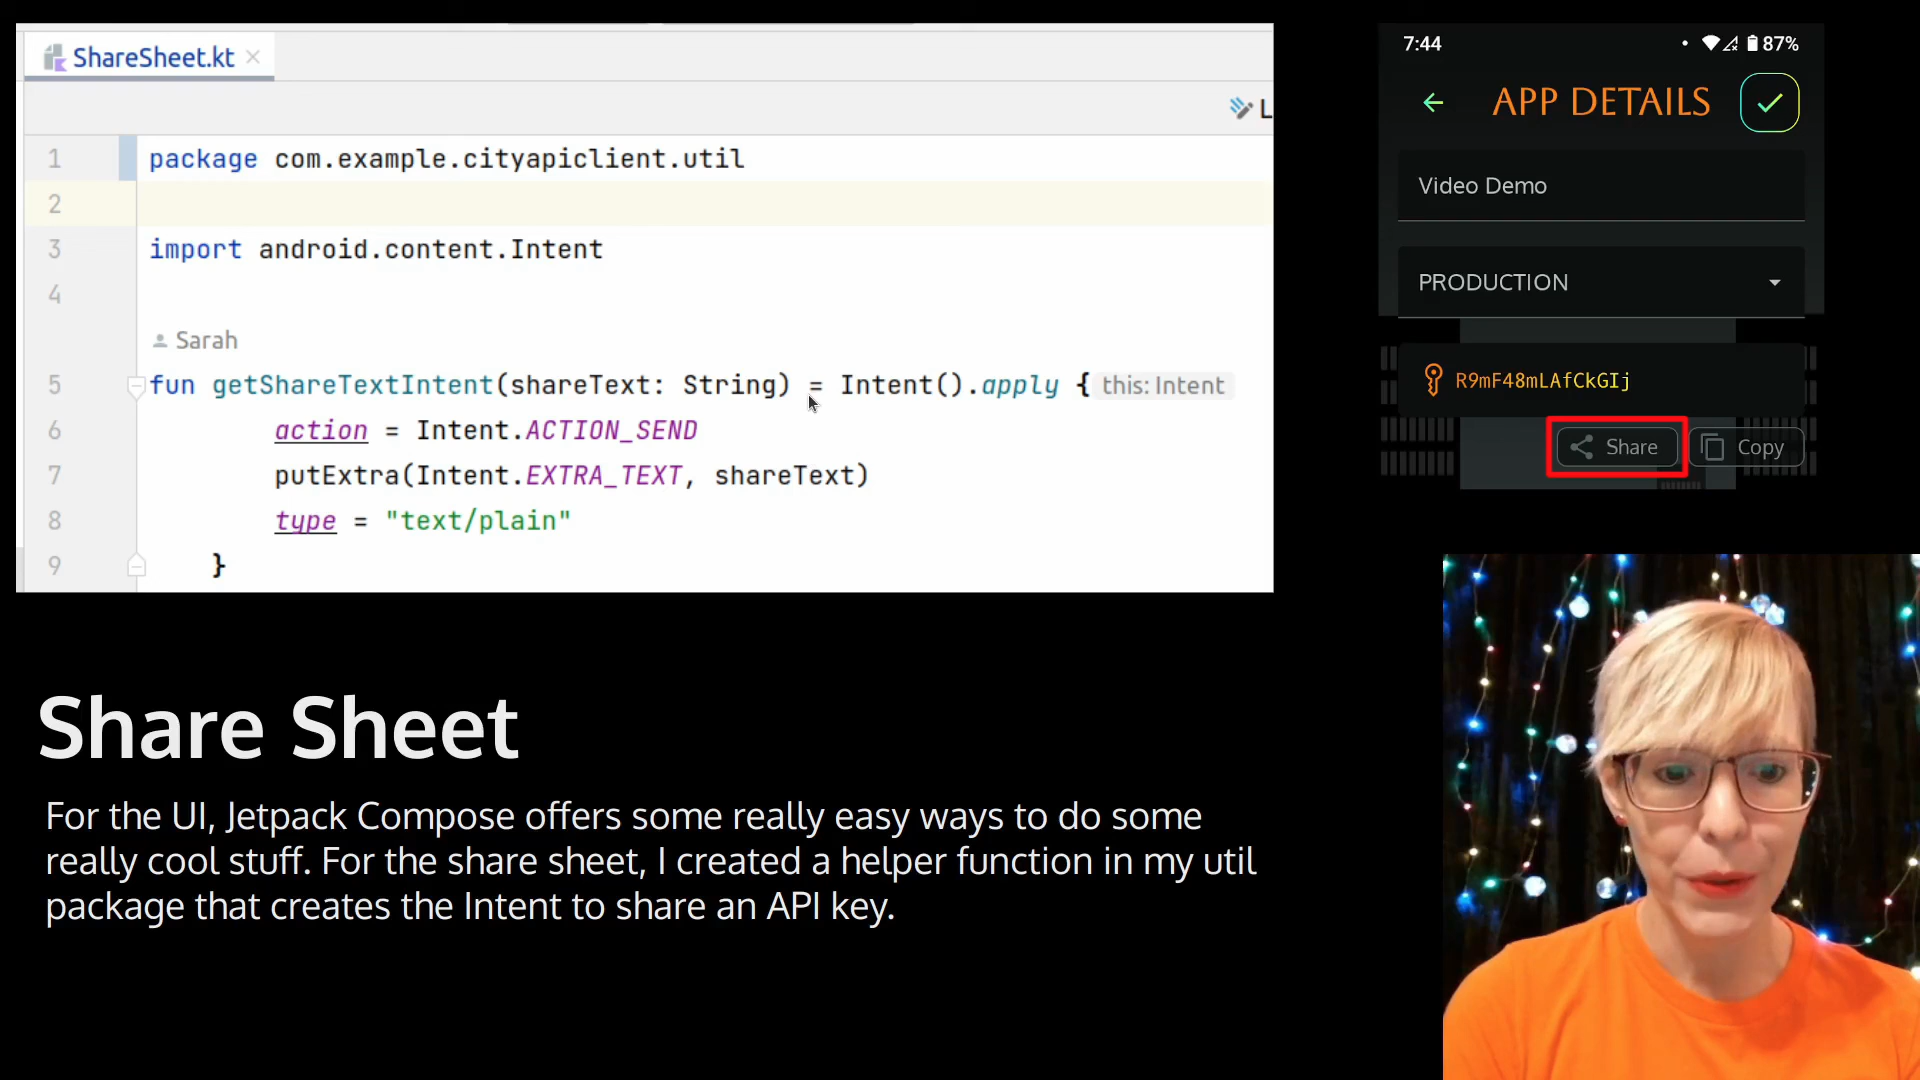 ShareSheet.kt
L
1 package com.example.cityapiclient.util
2
3 import android.content.Intent
4
Sarah
5 fun getShareTextIntent(shareText: String) = Intent().apply { this: Intent
6 action = Intent.ACTION_SEND
7 putExtra(Intent.EXTRA_TEXT, shareText)
8 type = "text/plain"
9 }
7:44 87%
APP DETAILS
Video Demo
PRODUCTION
R9mF48mLAfCkGIj
Share Copy
Share Sheet
For the UI, Jetpack Compose offers some really easy ways to do some
really cool stuff. For the share sheet, I created a helper function in my util
package that creates the Intent to share an API key.